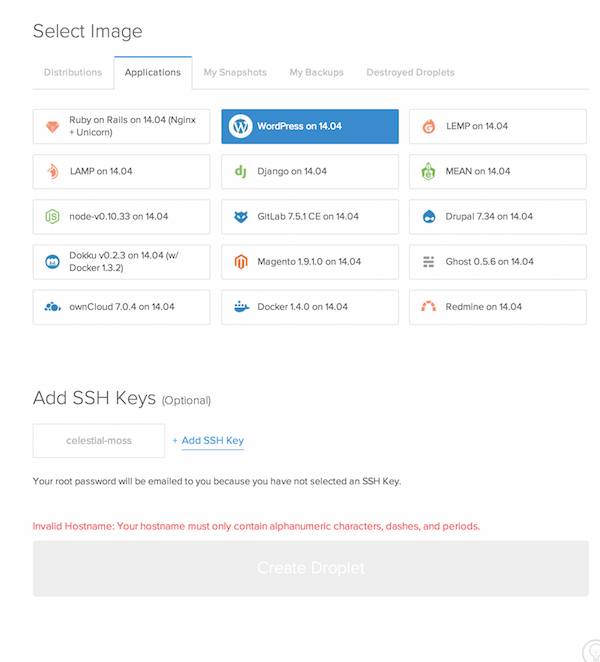 Select Image
Distributions
Applications
My Snapshots
My Backups
Destroyed Droplets
Ruby on Rails on 14.04 (Nginx
+ Unicorn)
WordPress on 14.04
LEMP on 14.04
LAMP on 14.04
dj
Django on 14.04
MEAN on 14.04
JS
node-v0.10.33 on 14.04
GitLab 7.5.1 CE on 14.04
Drupal 7.34 on 14.04
Dokku v0.2.3 on 14.04 (w/
Docker 1.3.2)
Magento 1.9.1.0 on 14.04
Ghost 0.5.6 on 14.04
ownCloud 7.0.4 on 14.04
Docker 1.4.0 on 14.04
Redmine on 14.04
Add SSH Keys (Optional)
celestial-moss
+ Add SSH Key
Your root password will be emailed to you because you have not selected an SSH Key.
Invalid Hostname: Your hostname must only contain alphanumeric characters, dashes, and periods.
Create Droplet